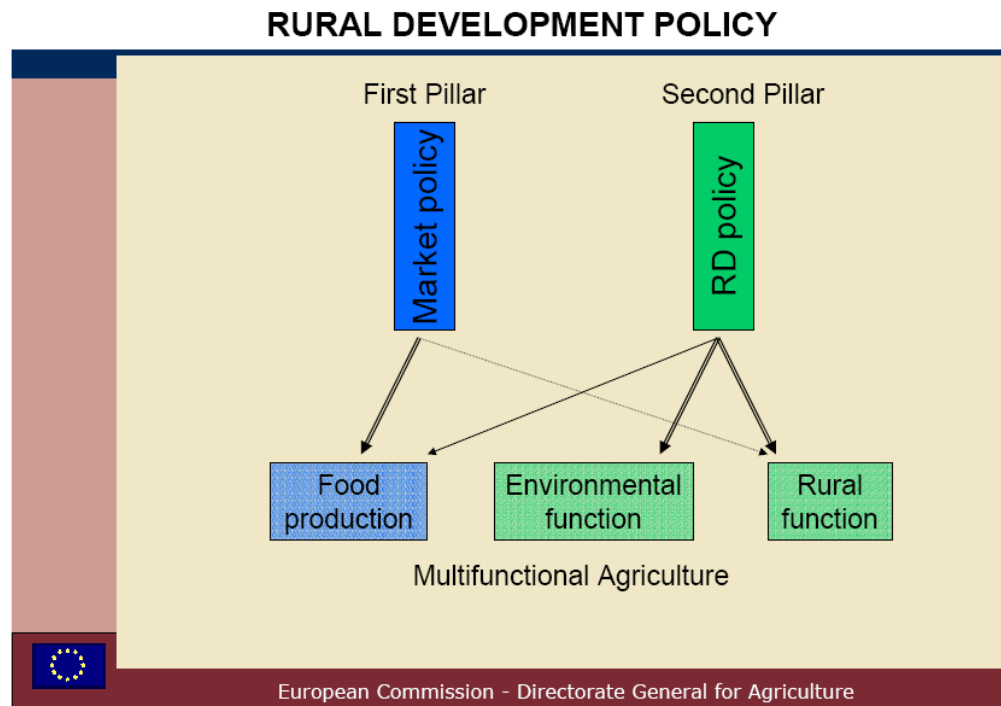 RURAL DEVELOPMENT POLICY
First Pillar
Second Pillar
Market policy
RD policy
Food
production
Environmental
function
Rural
function
Multifunctional Agriculture
European Commission - Directorate General for Agriculture